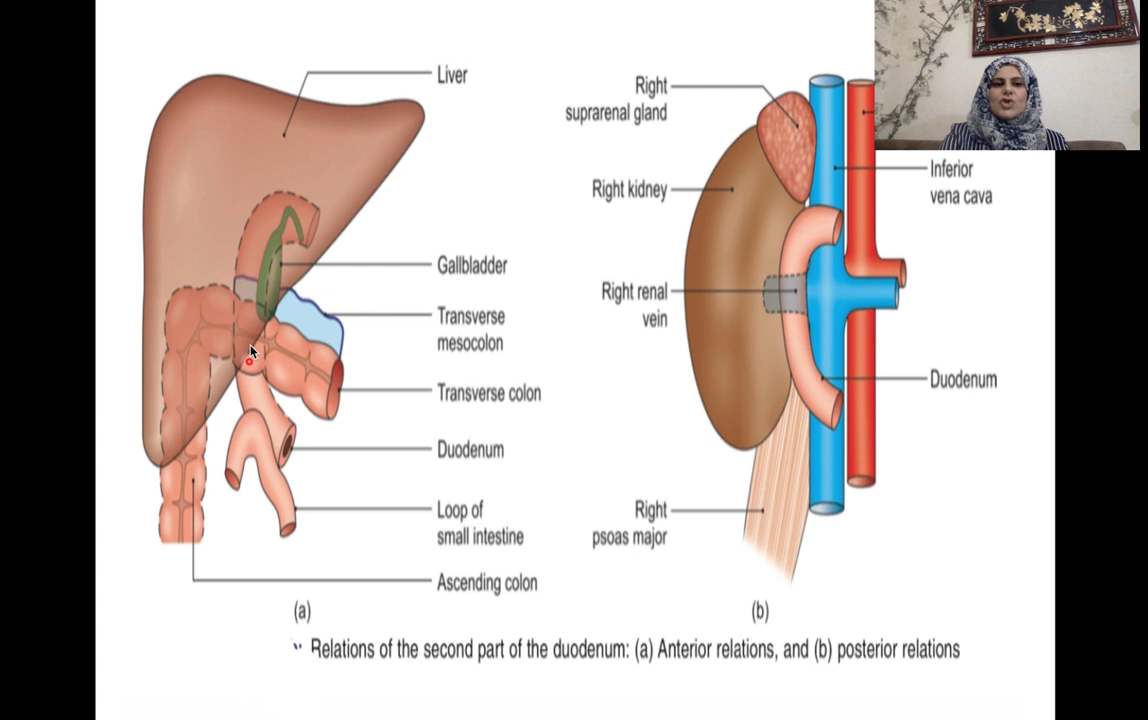 Liver
Gallbladder
Transverse
mesocolon
Transverse colon
Duodenum
Loop of
small intestine
Ascending colon
(a)
Right
suprarenal gland
Right kidney
Right renal
vein
Right
psoas major
Inferior
vena cava
Duodenum
(b)
Relations of the second part of the duodenum: (a) Anterior relations, and (b) posterior relations